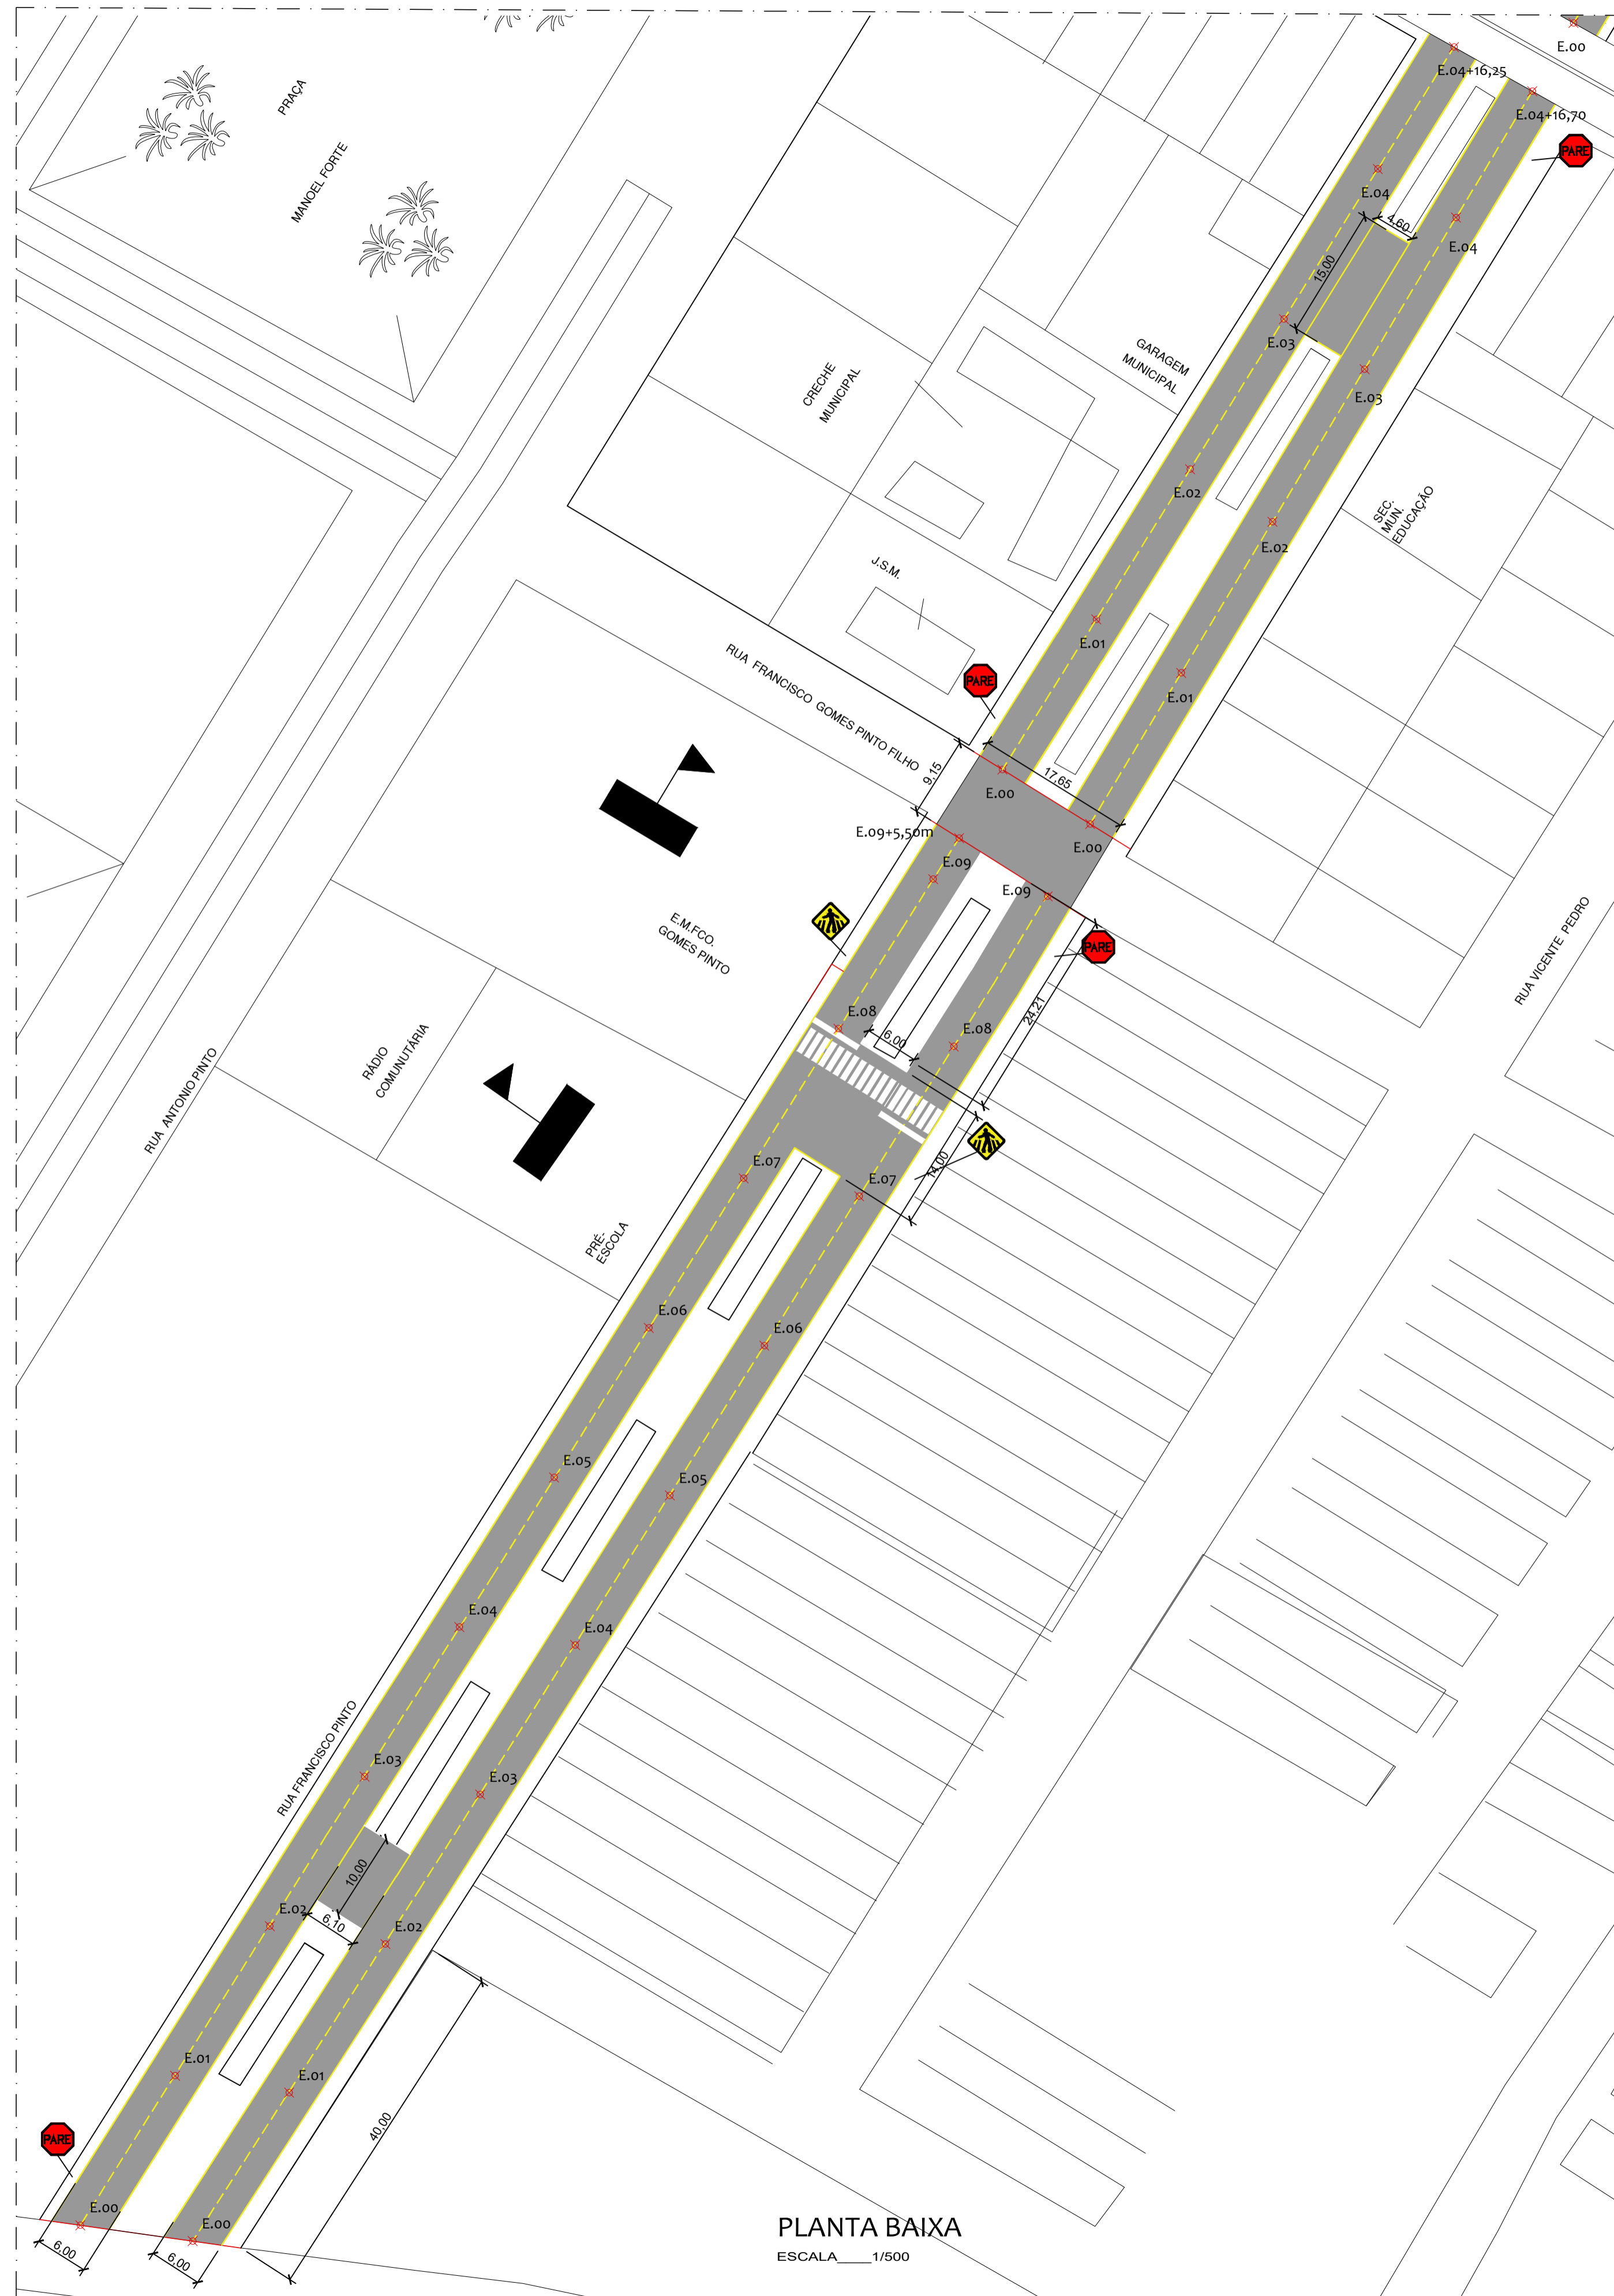 E.00
E.04+16,25
E.04+16,70
PARE
PRAÇA
MANOEL FORTE
E.04
4,60
E.04
15,00
E.03
GARAGEM
MUNICIPAL
CRECHE
MUNICIPAL
E.03
E.02
SEC.
MUN.
EDUCAÇÃO
E.02
J.S.M.
E.01
E.01
PARE
RUA FRANCISCO GOMES PINTO FILHO
9,15
17,65
E.00
E.00
E.09+5,50m
E.09
E.09
RUA VICENTE PEDRO
E.M.FCO.
GOMES PINTO
PARE
24,21
E.08
6,00
E.08
RÁDIO
COMUNUTÁRIA
RUA ANTONIO PINTO
14,00
E.07
E.07
PRÉ-
ESCOLA
E.06
E.06
E.05
E.05
E.04
E.04
RUA FRANCISCO PINTO
E.03
E.03
10,00
E.02
6,10
E.02
E.01
E.01
40,00
PARE
E.00
E.00
6,00
6,00
PLANTA BAIXA
ESCALA____1/500